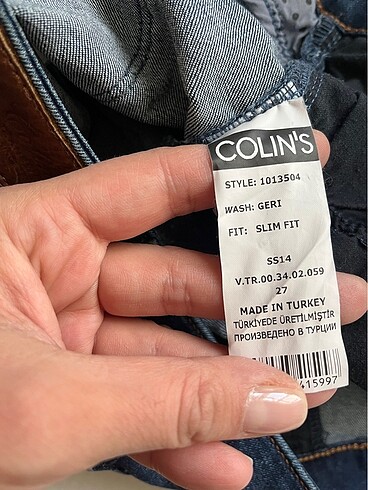 COLIN'S
STYLE: 1013504
WASH: GERI
FIT: SLIM FIT
SS14
V.TR.00.34.02.059
27
MADE IN TURKEY
TÜRKİYEDE ÜRETİLMİŞTİR
ПРОИЗВЕДЕНО В ТУРЦИИ
415997